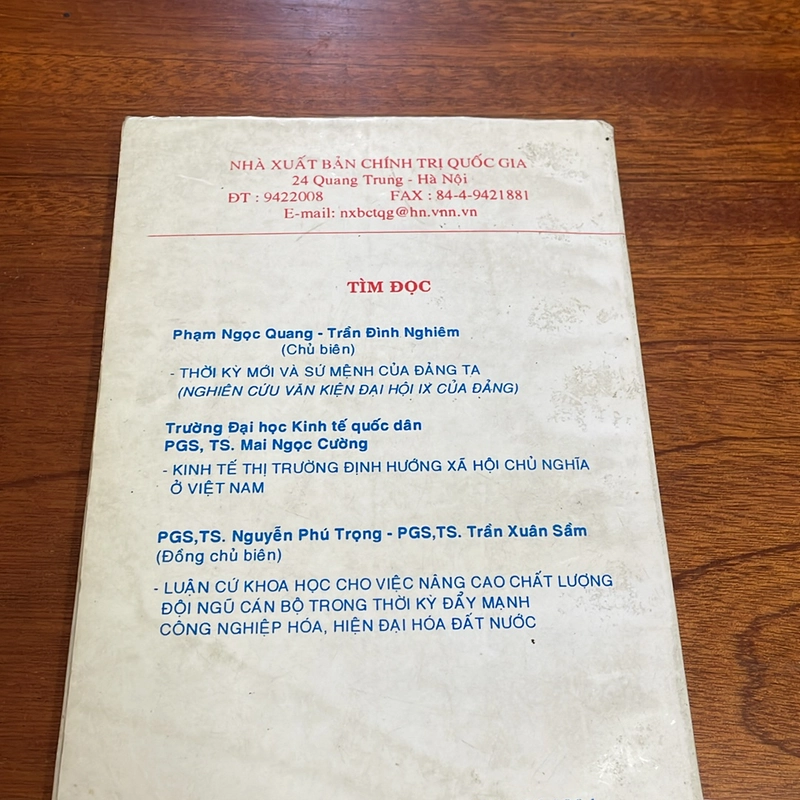 NHÀ XUẤT BẢN CHÍNH TRỊ QUỐC GIA
24 Quang Trung - Hà Nội
ĐT : 9422008 FAX : 84-4-9421881
E-mail: nxbctqg@hn.vnn.vn
TÌM ĐỌC
Phạm Ngọc Quang - Trần Đình Nghiêm
(Chủ biên)
- THỜI KỲ MỚI VÀ SỨ MỆNH CỦA ĐẢNG TA
(NGHIÊN CỨU VĂN KIỆN ĐẠI HỘI IX CỦA ĐẢNG)
Trường Đại học Kinh tế quốc dân
PGS, TS. Mai Ngọc Cường
- KINH TẾ THỊ TRƯỜNG ĐỊNH HƯỚNG XÃ HỘI CHỦ NGHĨA
Ở VIỆT NAM
PGS,TS. Nguyễn Phú Trọng - PGS,TS. Trần Xuân Sầm
(Đồng chủ biên)
- LUẬN CỨ KHOA HỌC CHO VIỆC NÂNG CAO CHẤT LƯỢNG
ĐỘI NGŨ CÁN BỘ TRONG THỜI KỲ ĐẨY MẠNH
CÔNG NGHIỆP HÓA, HIỆN ĐẠI HÓA ĐẤT NƯỚC